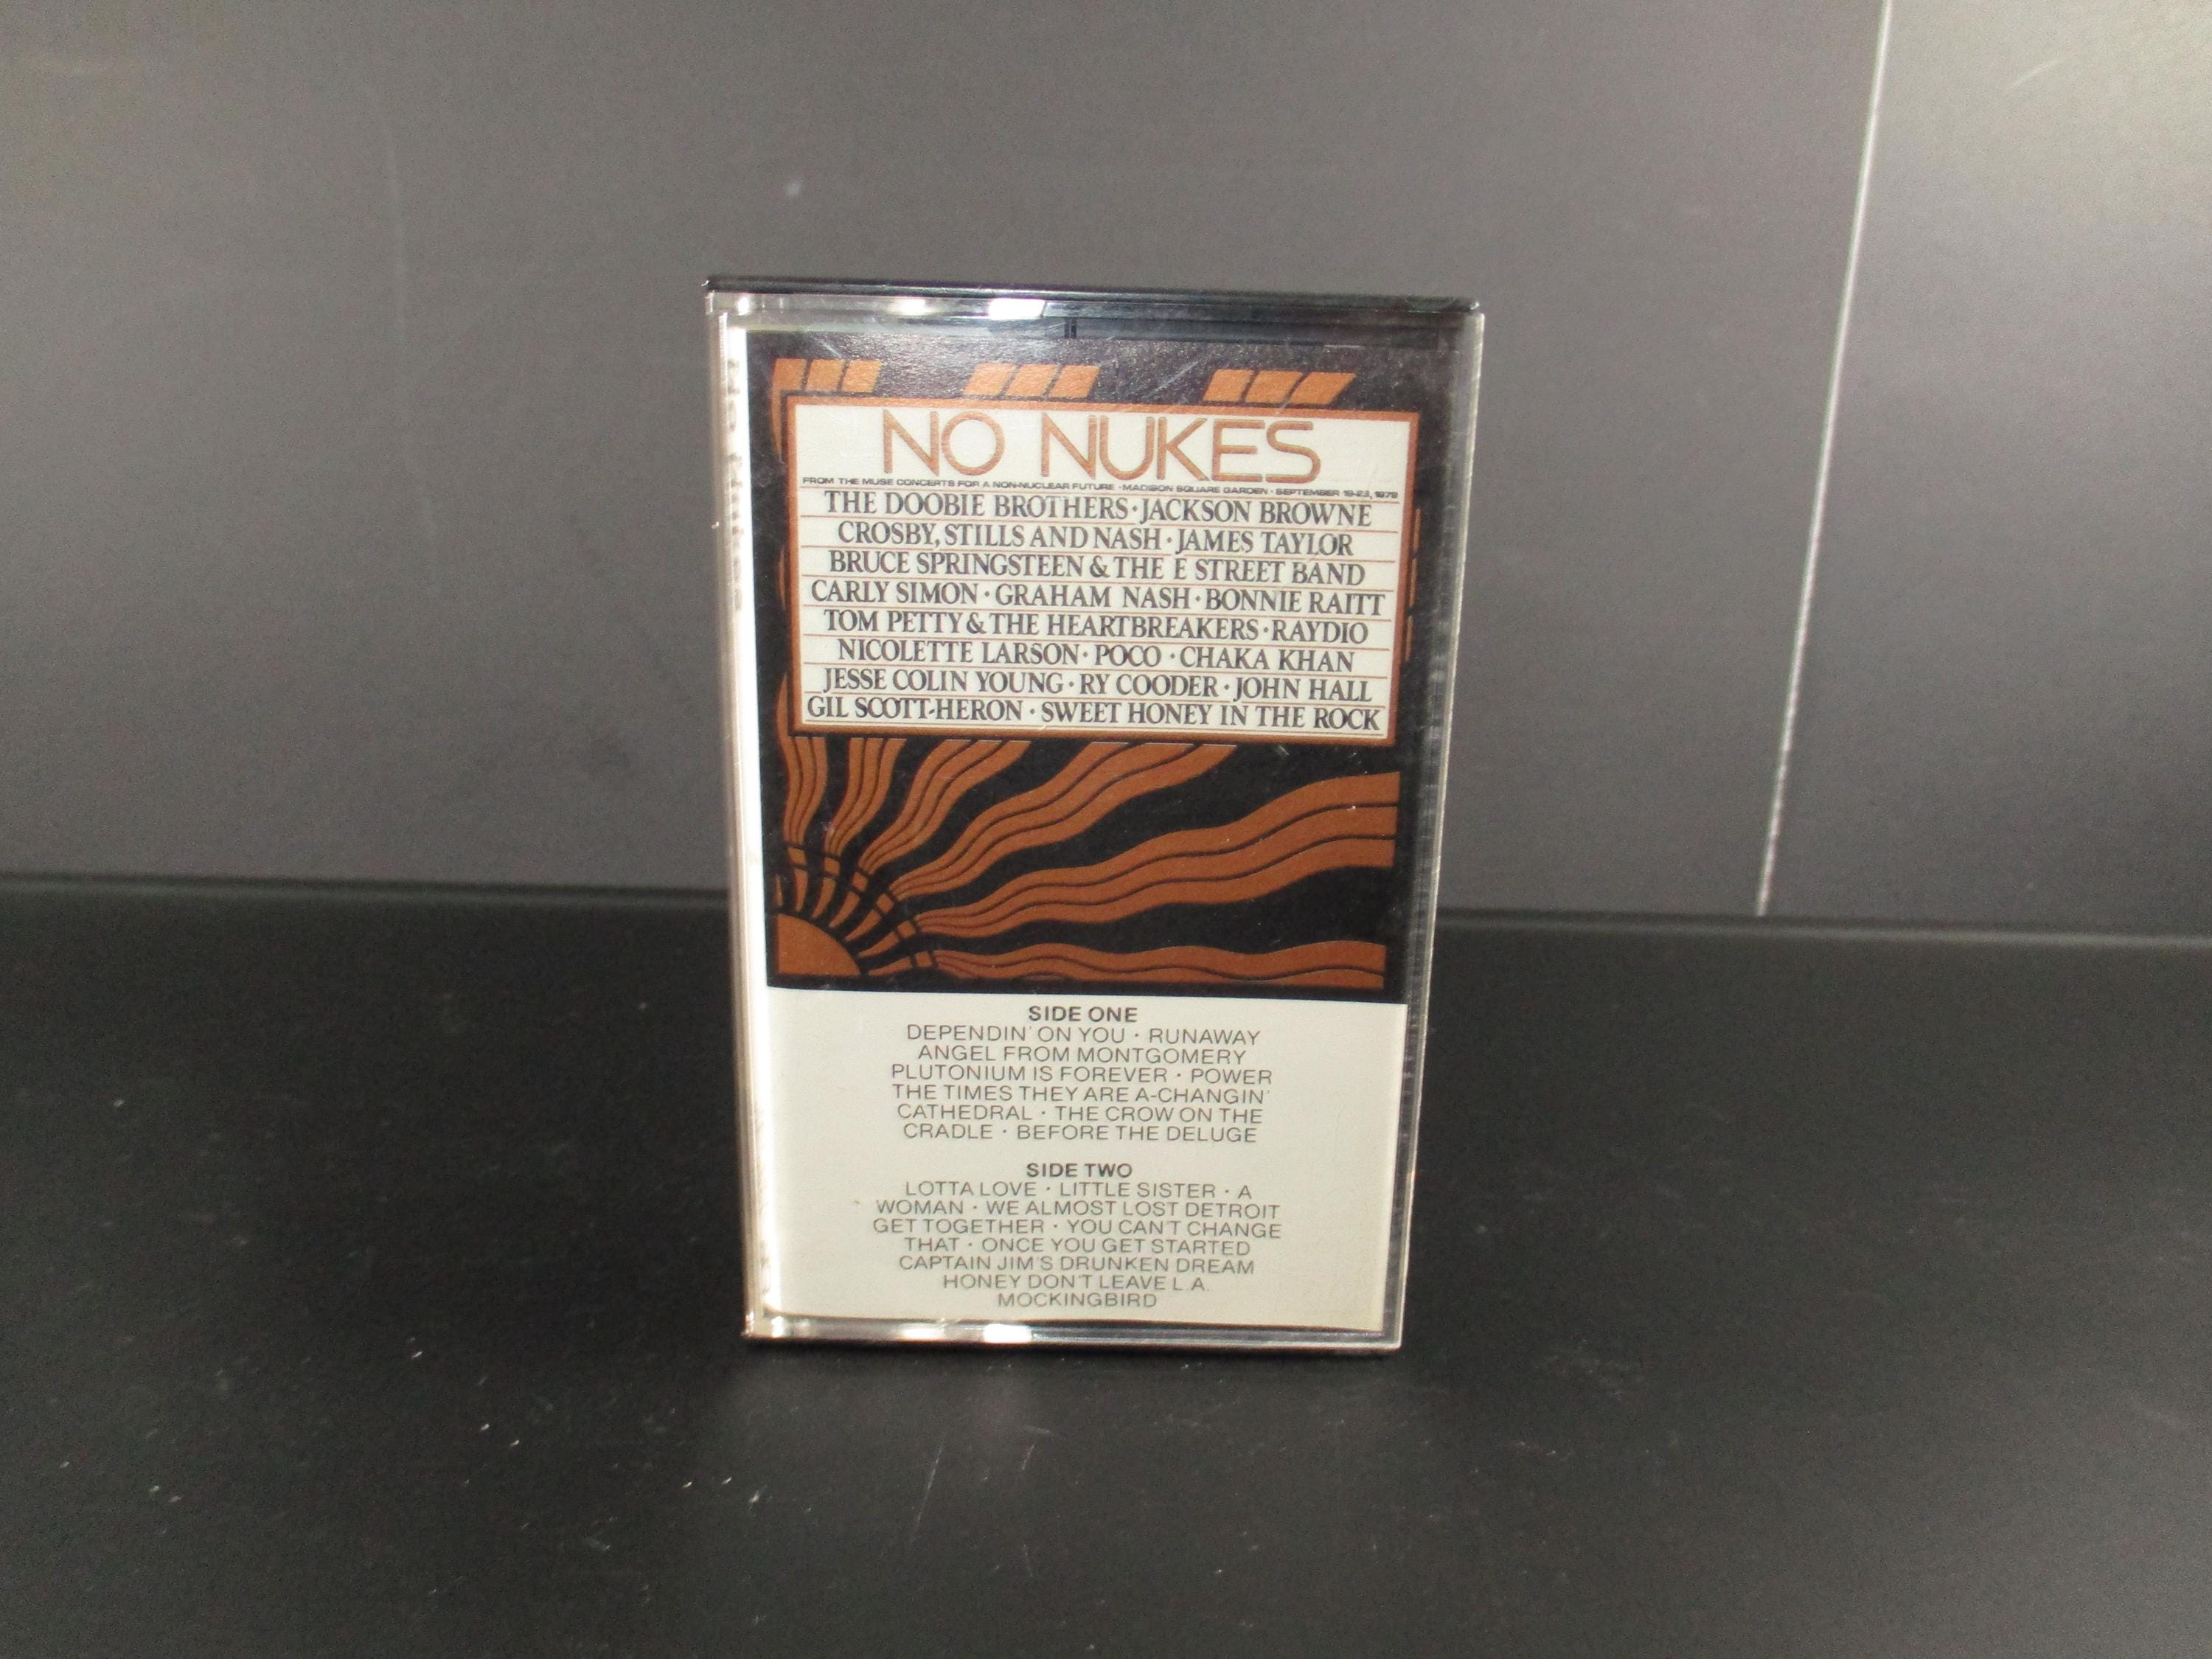 NO NUKES
FROM THE MUSE CONCERTS FOR A NON-NUCLEAR FUTURE · MADISON SQUARE GARDEN · SEPTEMBER 19-23, 1979
THE DOOBIE BROTHERS · JACKSON BROWNE
CROSBY, STILLS AND NASH · JAMES TAYLOR
BRUCE SPRINGSTEEN & THE E STREET BAND
CARLY SIMON · GRAHAM NASH · BONNIE RAITT
TOM PETTY & THE HEARTBREAKERS · RAYDIO
NICOLETTE LARSON · POCO · CHAKA KHAN
JESSE COLIN YOUNG · RY COODER · JOHN HALL
GIL SCOTT-HERON · SWEET HONEY IN THE ROCK
SIDE ONE
DEPENDIN' ON YOU · RUNAWAY
ANGEL FROM MONTGOMERY
PLUTONIUM IS FOREVER · POWER
THE TIMES THEY ARE A-CHANGIN'
CATHEDRAL · THE CROW ON THE
CRADLE · BEFORE THE DELUGE
SIDE TWO
LOTTA LOVE · LITTLE SISTER · A
WOMAN · WE ALMOST LOST DETROIT
GET TOGETHER · YOU CAN'T CHANGE
THAT · ONCE YOU GET STARTED
CAPTAIN JIM'S DRUNKEN DREAM
HONEY DON'T LEAVE L.A.
MOCKINGBIRD